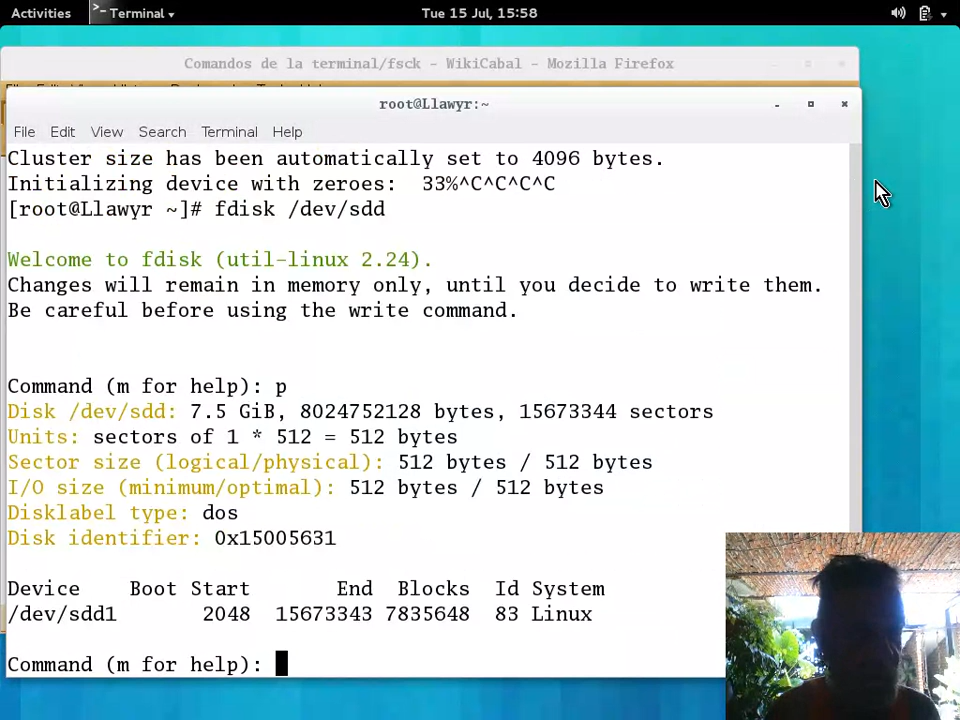 Activities
Terminal
Tue 15 Jul, 15:58
Comandos de la terminal/fsck - WikiCabal - Mozilla Firefox
root@Llawyr:~
File Edit View Search Terminal Help
Cluster size has been automatically set to 4096 bytes.
Initializing device with zeroes:  33%^C^C^C^C
[root@Llawyr ~]# fdisk /dev/sdd
Welcome to fdisk (util-linux 2.24).
Changes will remain in memory only, until you decide to write them.
Be careful before using the write command.
Command (m for help): p
Disk /dev/sdd: 7.5 GiB, 8024752128 bytes, 15673344 sectors
Units: sectors of 1 * 512 = 512 bytes
Sector size (logical/physical): 512 bytes / 512 bytes
I/O size (minimum/optimal): 512 bytes / 512 bytes
Disklabel type: dos
Disk identifier: 0x15005631
Device    Boot Start       End  Blocks  Id System
/dev/sdd1       2048  15673343 7835648  83 Linux
Command (m for help):